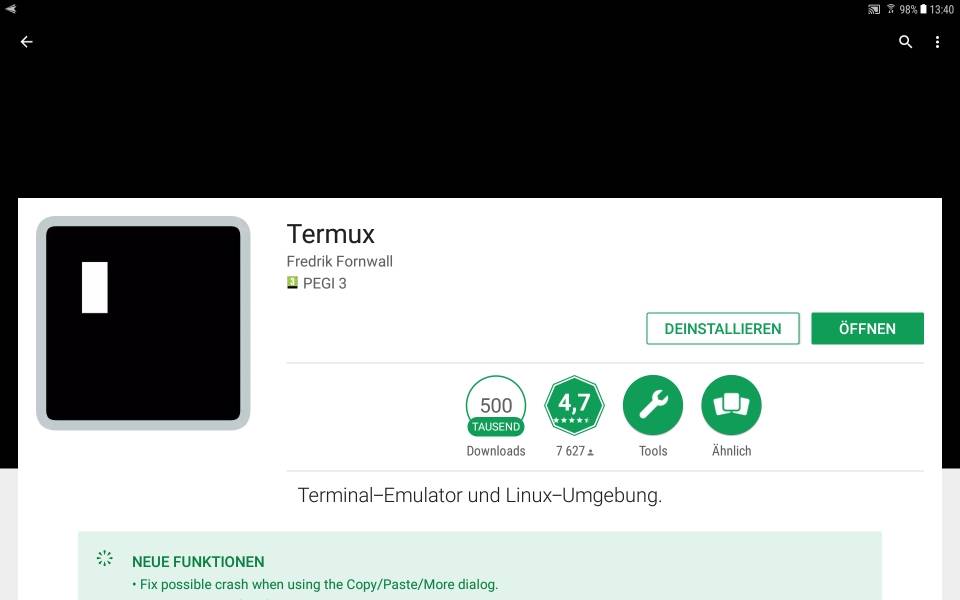 98% 13:40
Termux
Fredrik Fornwall
3 PEGI 3
DEINSTALLIEREN ÖFFNEN
500 4,7
TAUSEND
Downloads 7 627 Tools Ähnlich
Terminal–Emulator und Linux–Umgebung.
NEUE FUNKTIONEN
• Fix possible crash when using the Copy/Paste/More dialog.